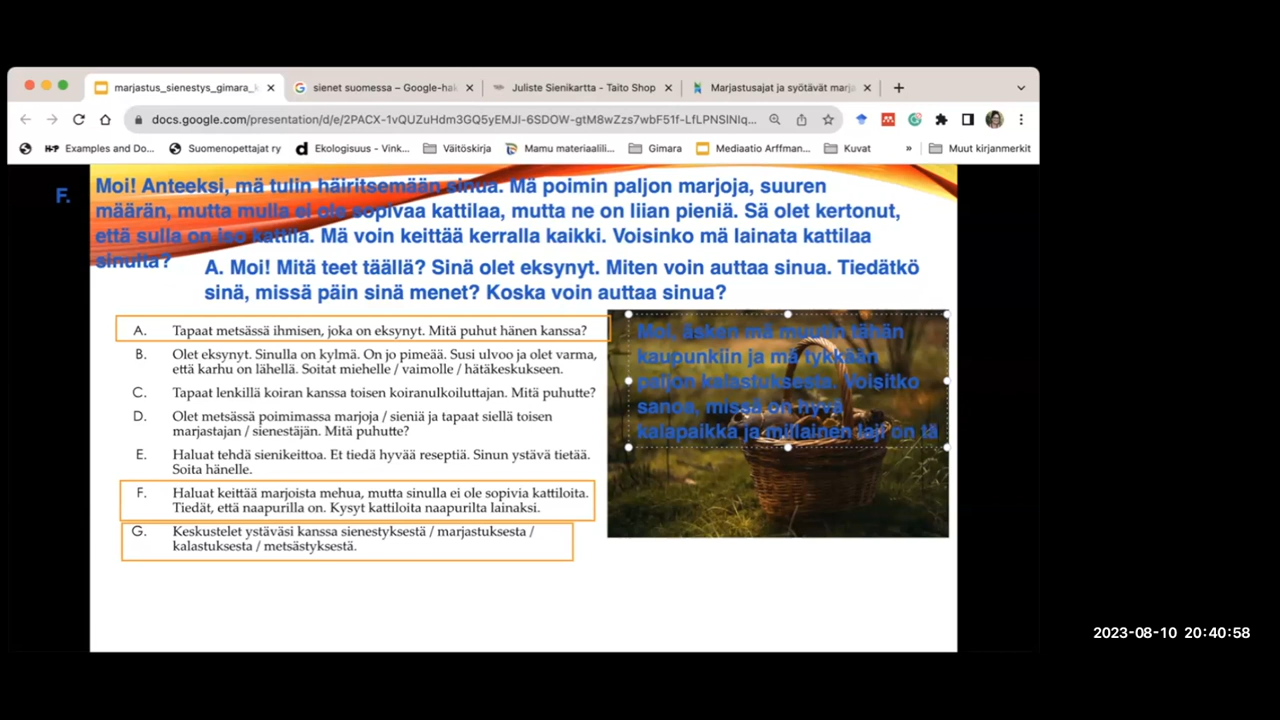 marjastus_sienestys_gimara_k
sienet suomessa – Google-hai
Juliste Sienikartta - Taito Shop
Marjastusajat ja syötävät marja
docs.google.com/presentation/d/e/2PACX-1vQUZuHdm3GQ5yEMJI-6SDOW-gtM8wZzs7wbF51f-LfLPNSINIq...
Examples and Do...
Suomenopettajat ry
Ekologisuus - Vink...
Väitöskirja
Mamu materiaalili...
Gimara
Mediaatio Arffman...
Kuvat
»
Muut kirjanmerkit
F.
Moi! Anteeksi, mä tulin häiritsemään sinua. Mä poimin paljon marjoja, suuren
määrän, mutta mulla ei ole sopivaa kattilaa, mutta ne on liian pieniä. Sä olet kertonut,
että sulla on iso kattila. Mä voin keittää kerralla kaikki. Voisinko mä lainata kattilaa
sinulta?
A. Moi! Mitä teet täällä? Sinä olet eksynyt. Miten voin auttaa sinua. Tiedätkö
sinä, missä päin sinä menet? Koska voin auttaa sinua?
A. Tapaat metsässä ihmisen, joka on eksynyt. Mitä puhut hänen kanssa?
B. Olet eksynyt. Sinulla on kylmä. On jo pimeää. Susi ulvoo ja olet varma,
että karhu on lähellä. Soitat miehelle / vaimolle / hätäkeskukseen.
C. Tapaat lenkillä koiran kanssa toisen koiranulkoiluttajan. Mitä puhutte?
D. Olet metsässä poimimassa marjoja / sieniä ja tapaat siellä toisen
marjastajan / sienestäjän. Mitä puhutte?
E. Haluat tehdä sienikeittoa. Et tiedä hyvää reseptiä. Sinun ystävä tietää.
Soita hänelle.
F. Haluat keittää marjoista mehua, mutta sinulla ei ole sopivia kattiloita.
Tiedät, että naapurilla on. Kysyt kattiloita naapurilta lainaksi.
G. Keskustelet ystäväsi kanssa sienestyksestä / marjastuksesta /
kalastuksesta / metsästyksestä.
Moi, äsken mä muutin tähän
kaupunkiin ja mä tykkään
paljon kalastuksesta. Voisitko
sanoa, missä on hyvä
kalapaikka ja millainen laji on tä
2023-08-10 20:40:58